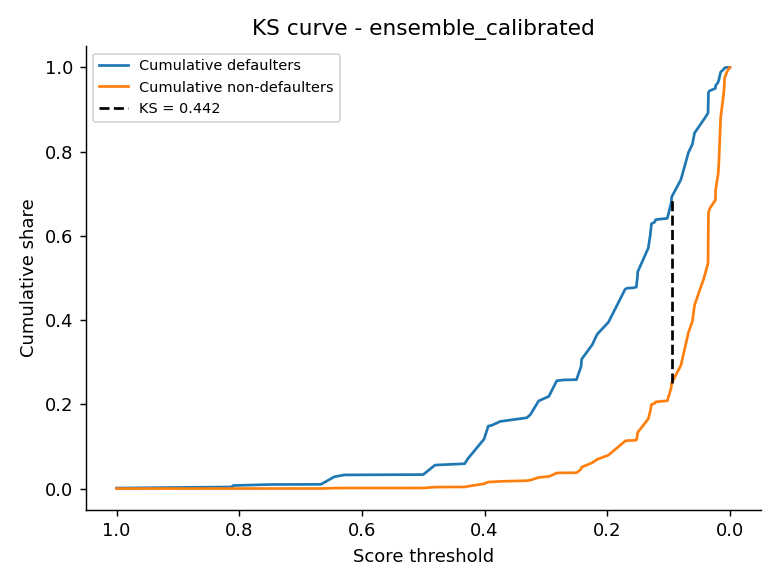 KS curve - ensemble_calibrated
Cumulative defaulters
Cumulative non-defaulters
KS = 0.442
Cumulative share
1.0
0.8
0.6
0.4
0.2
0.0
1.0 0.8 0.6 0.4 0.2 0.0
Score threshold